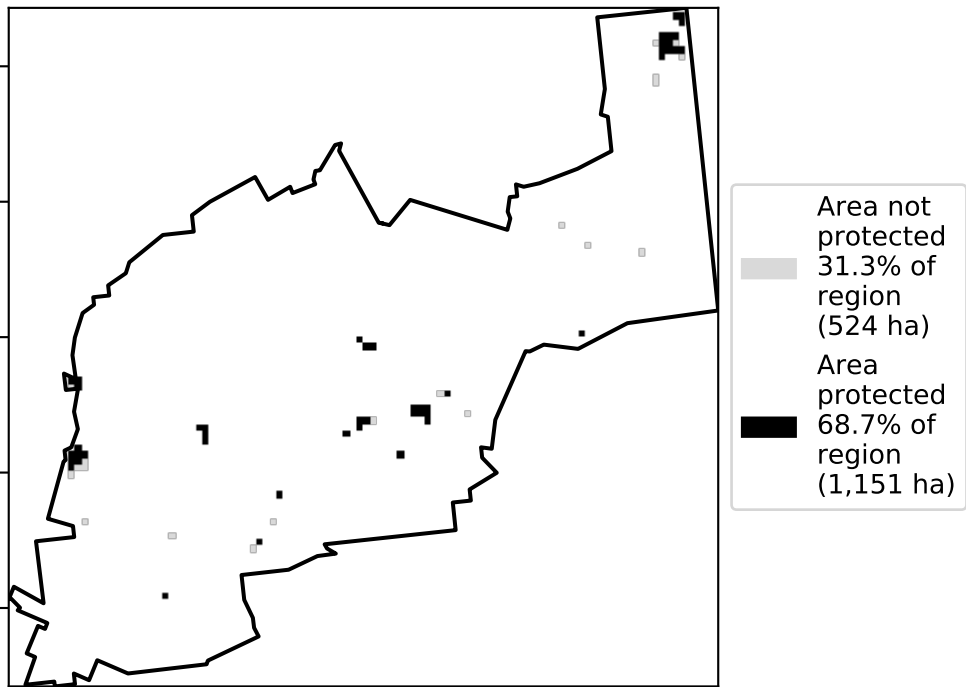 Area not
protected
31.3% of
region
(524 ha)
Area
protected
68.7% of
region
(1,151 ha)